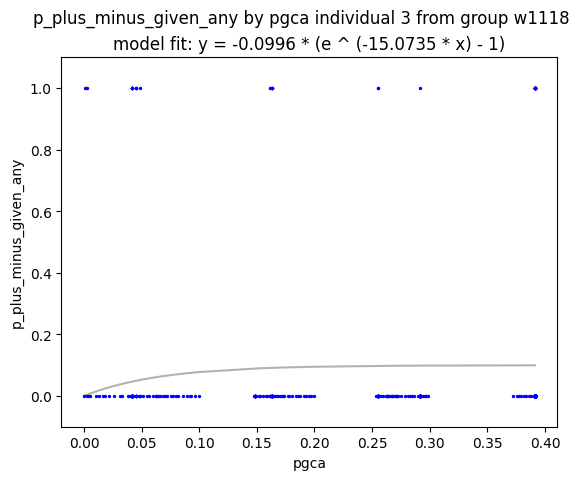 p_plus_minus_given_any by pgca individual 3 from group w1118
model fit: y = -0.0996 * (e ^ (-15.0735 * x) - 1)
1.0
0.8
0.6
0.4
0.2
0.0
p_plus_minus_given_any
0.00 0.05 0.10 0.15 0.20 0.25 0.30 0.35 0.40
pgca